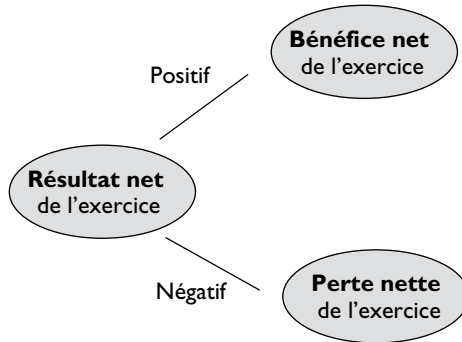 Bénéfice net
de l'exercice
Positif
Résultat net
de l'exercice
Négatif
Perte nette
de l'exercice